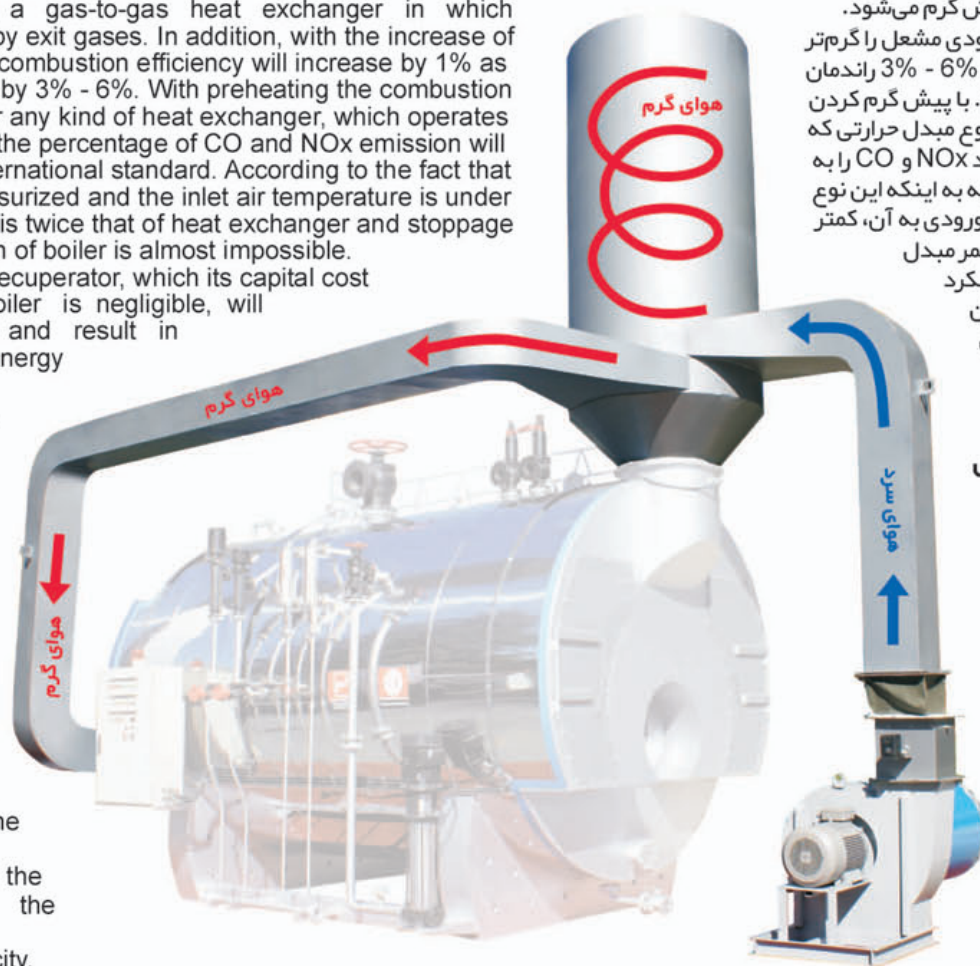 a gas-to-gas heat exchanger in which
by exit gases. In addition, with the increase of
combustion efficiency will increase by 1% as
by 3% - 6%. With preheating the combustion
any kind of heat exchanger, which operates
the percentage of CO and NOx emission will
ernational standard. According to the fact that
surized and the inlet air temperature is under
is twice that of heat exchanger and stoppage
of boiler is almost impossible.
ecuperator, which its capital cost
oiler is negligible, will
and result in
nergy
ne
the
the
city.
ش گرم می‌شود.
ودی مشعل را گرم‌تر
3% - 6% راندمان
با پیش گرم کردن
وع مبدل حرارتی که
د NOx و CO را به
ه به اینکه این نوع
ورودی به آن، کمتر
مر مبدل
کرد
هوای گرم
هوای گرم
هوای گرم
هوای سرد